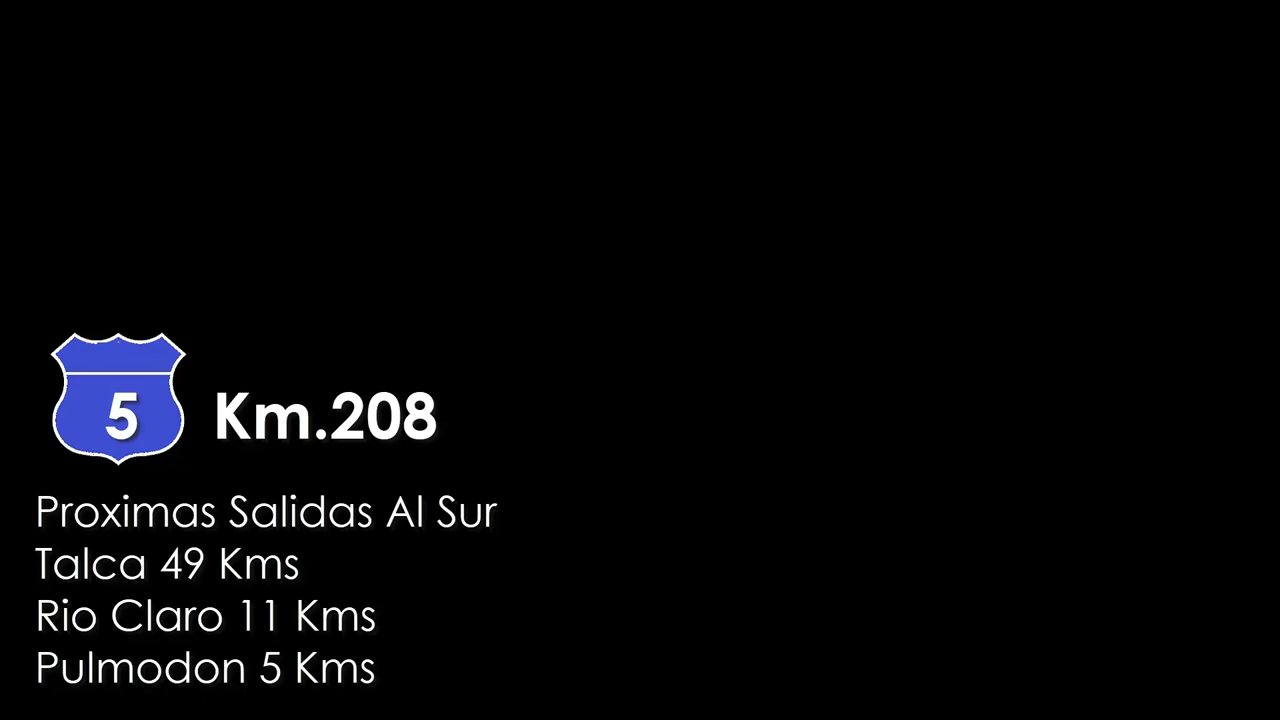 5 Km.208
Proximas Salidas Al Sur
Talca 49 Kms
Rio Claro 11 Kms
Pulmodon 5 Kms